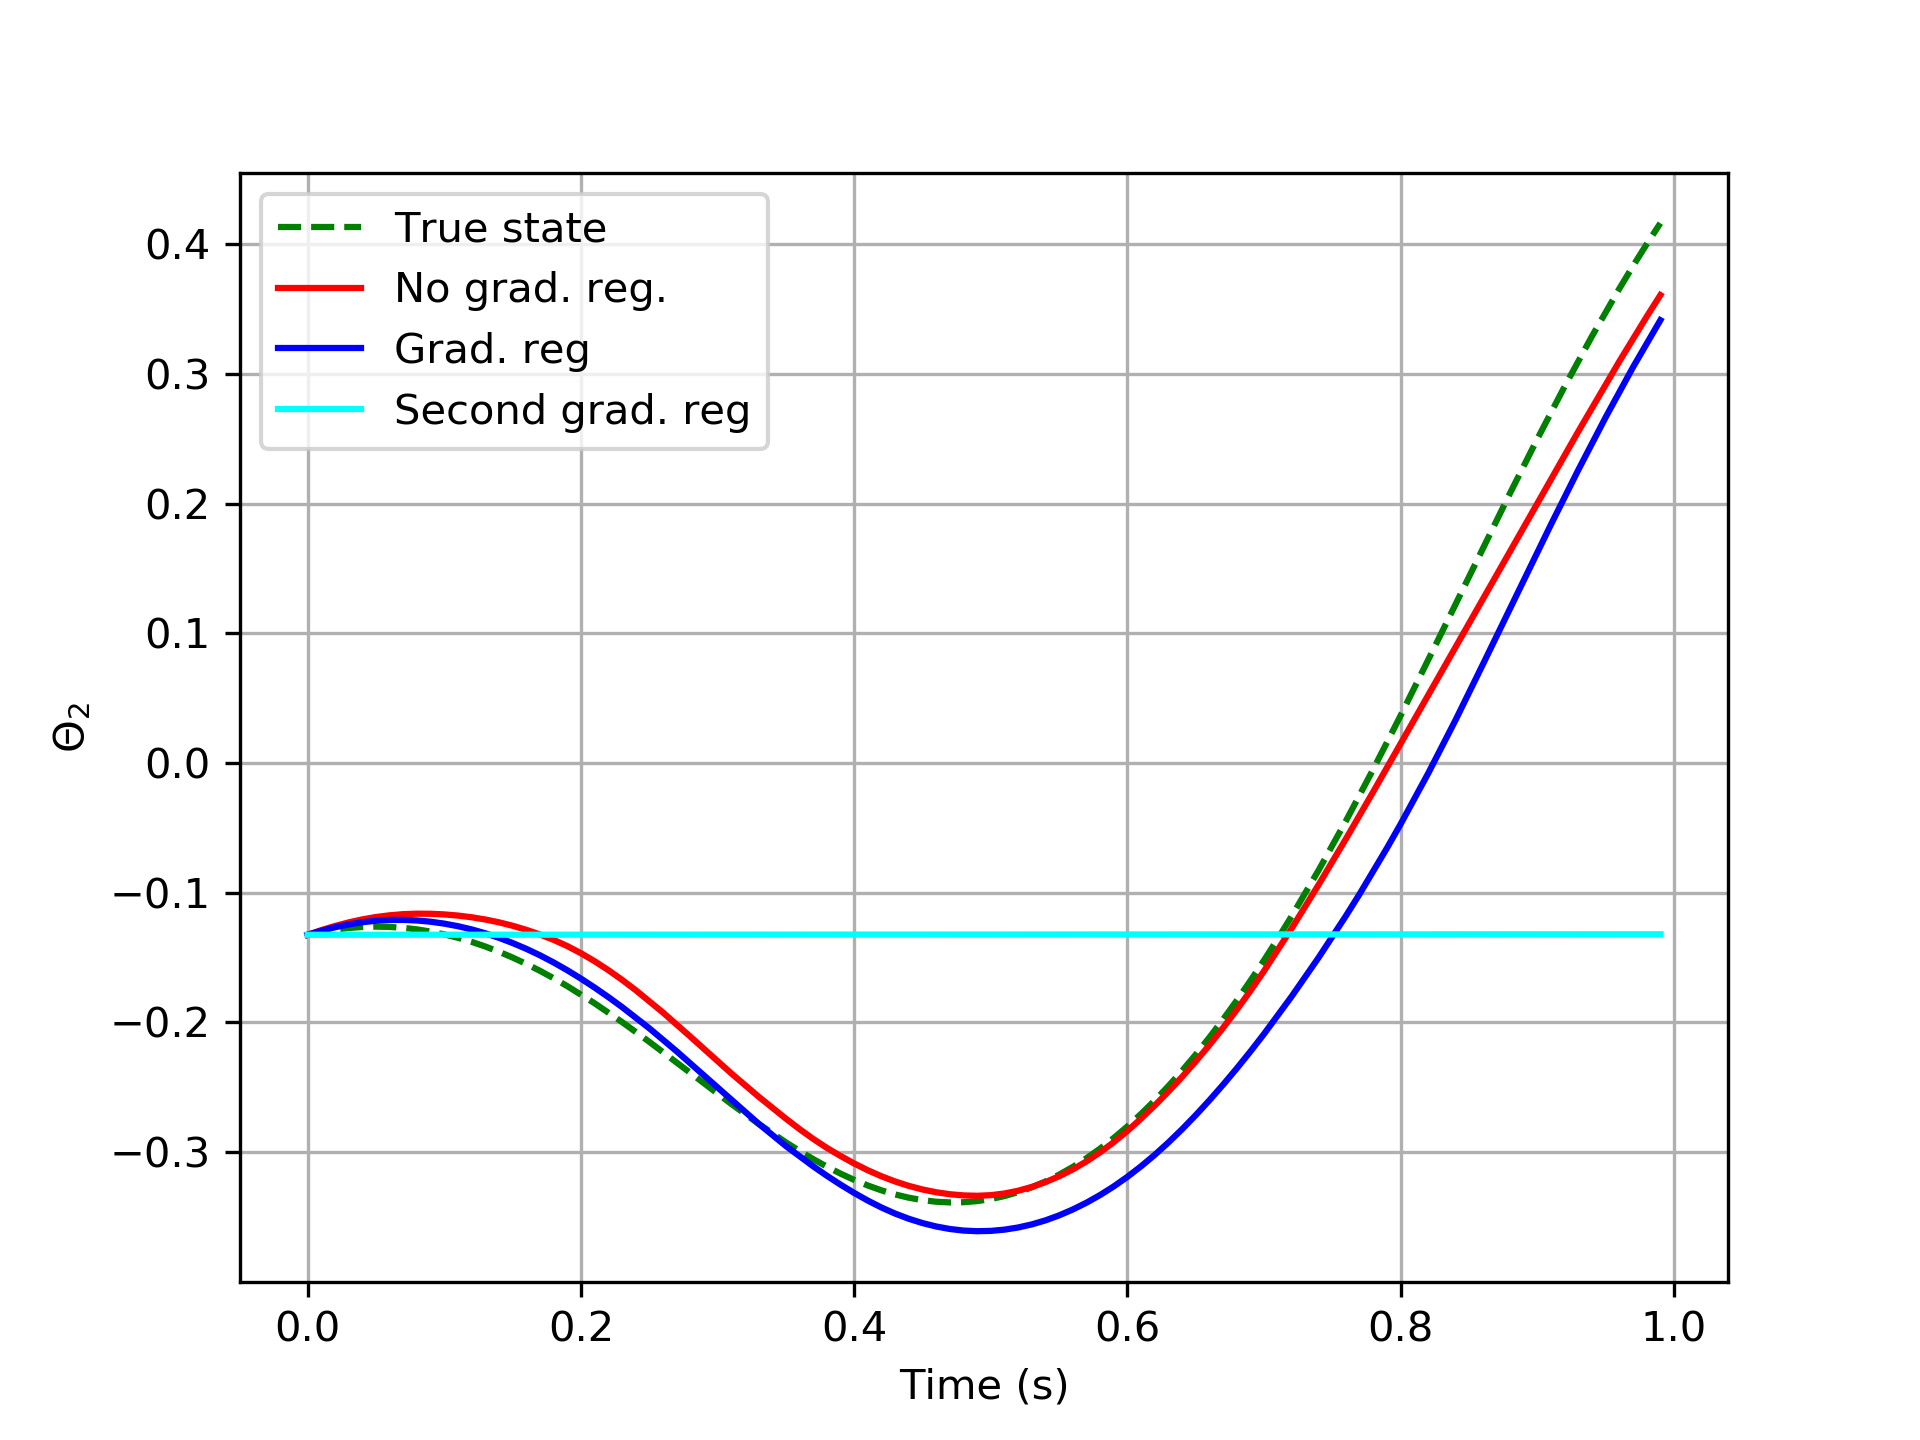 True state
No grad. reg.
Grad. reg
Second grad. reg
0.4
0.3
0.2
0.1
0.0
−0.1
−0.2
−0.3
Θ₂
0.0 0.2 0.4 0.6 0.8 1.0
Time (s)